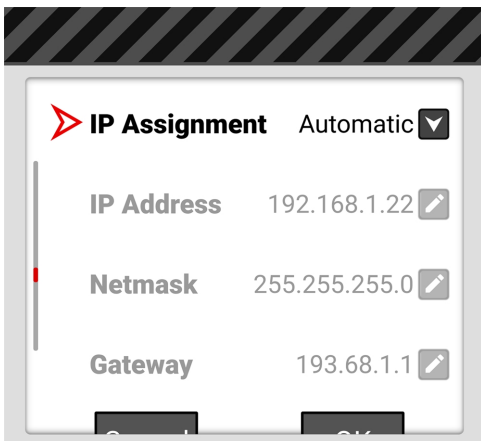 IP Assignment Automatic
IP Address 192.168.1.22
Netmask 255.255.255.0
Gateway 193.68.1.1